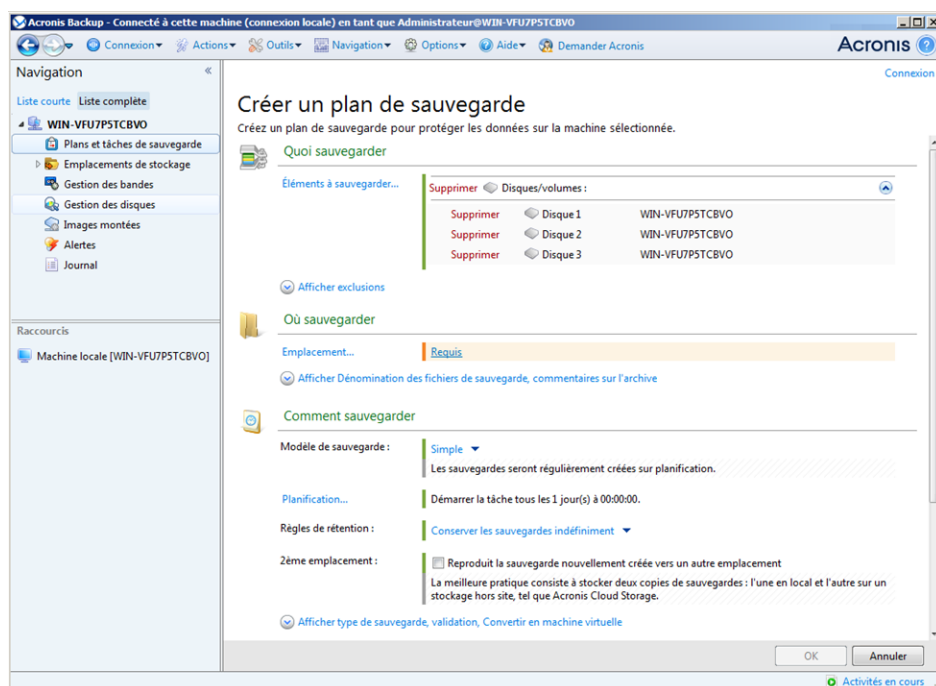 Acronis Backup - Connecté à cette machine (connexion locale) en tant que Administrateur@WIN-VFU7P5TCBVO
Connexion Actions Outils Navigation Options Aide Demander Acronis
Acronis
Navigation
Connexion
Liste courte Liste complète
WIN-VFU7P5TCBVO
Plans et tâches de sauvegarde
Emplacements de stockage
Gestion des bandes
Gestion des disques
Images montées
Alertes
Journal
Raccourcis
Machine locale [WIN-VFU7P5TCBVO]
Créer un plan de sauvegarde
Créez un plan de sauvegarde pour protéger les données sur la machine sélectionnée.
Quoi sauvegarder
Éléments à sauvegarder...
Supprimer Disques/volumes :
Supprimer Disque 1 WIN-VFU7P5TCBVO
Supprimer Disque 2 WIN-VFU7P5TCBVO
Supprimer Disque 3 WIN-VFU7P5TCBVO
Afficher exclusions
Où sauvegarder
Emplacement... Requis
Afficher Dénomination des fichiers de sauvegarde, commentaires sur l'archive
Comment sauvegarder
Modèle de sauvegarde : Simple
Les sauvegardes seront régulièrement créées sur planification.
Planification... Démarrer la tâche tous les 1 jour(s) à 00:00:00.
Règles de rétention : Conserver les sauvegardes indéfiniment
2ème emplacement : Reproduit la sauvegarde nouvellement créée vers un autre emplacement
La meilleure pratique consiste à stocker deux copies de sauvegardes : l'une en local et l'autre sur un
stockage hors site, tel que Acronis Cloud Storage.
Afficher type de sauvegarde, validation, Convertir en machine virtuelle
OK Annuler
Activités en cours